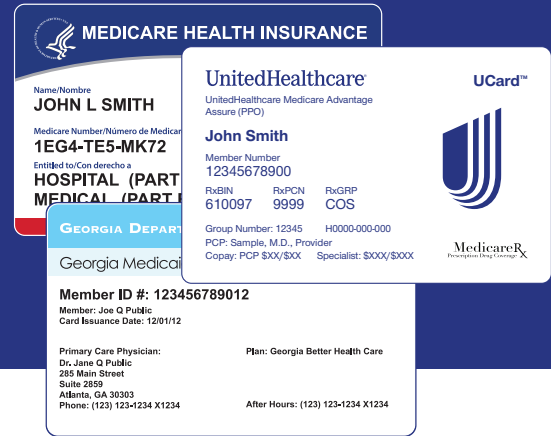 MEDICARE HEALTH INSURANCE
Name/Nombre
JOHN L SMITH
Medicare Number/Número de Medicar
1EG4-TE5-MK72
Entitled to/Con derecho a
HOSPITAL (PART
MEDICAL (PART
UnitedHealthcare®
UCard™
UnitedHealthcare Medicare Advantage
Assure (PPO)
John Smith
Member Number
12345678900
RxBIN RxPCN RxGRP
610097 9999 COS
Group Number: 12345 H0000-000-000
PCP: Sample, M.D., Provider
Copay: PCP $XX/$XX Specialist: $XXX/$XXX
MedicareRx
Prescription Drug Coverage
GEORGIA DEPAR
Georgia Medicai
Member ID #: 123456789012
Member: Joe Q Public
Card Issuance Date: 12/01/12
Primary Care Physician: Plan: Georgia Better Health Care
Dr. Jane Q Public
285 Main Street
Suite 2859
Atlanta, GA 30303
Phone: (123) 123-1234 X1234 After Hours: (123) 123-1234 X1234